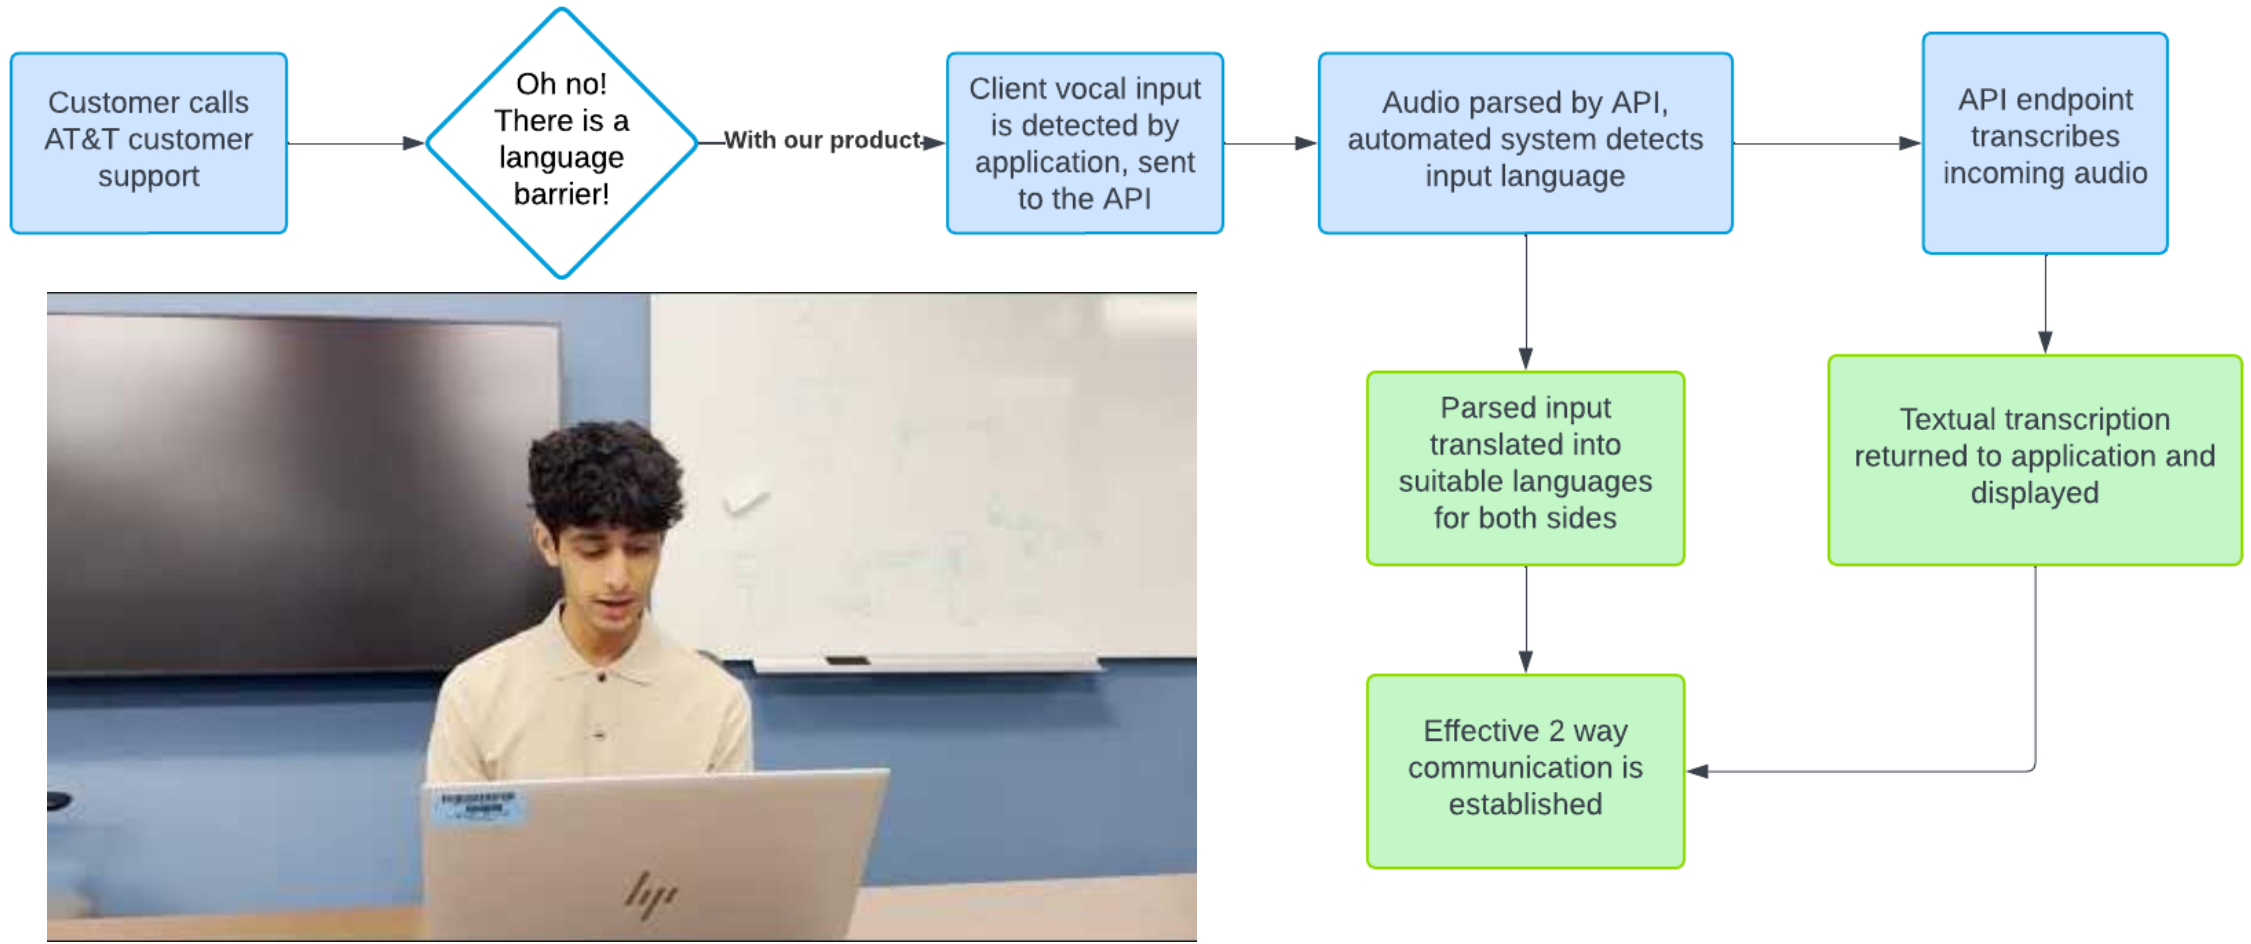 Customer calls
AT&T customer
support
Oh no!
There is a
language
barrier!
With our product
Client vocal input
is detected by
application, sent
to the API
Audio parsed by API,
automated system detects
input language
API endpoint
transcribes
incoming audio
Parsed input
translated into
suitable languages
for both sides
Textual transcription
returned to application and
displayed
Effective 2 way
communication is
established
hp